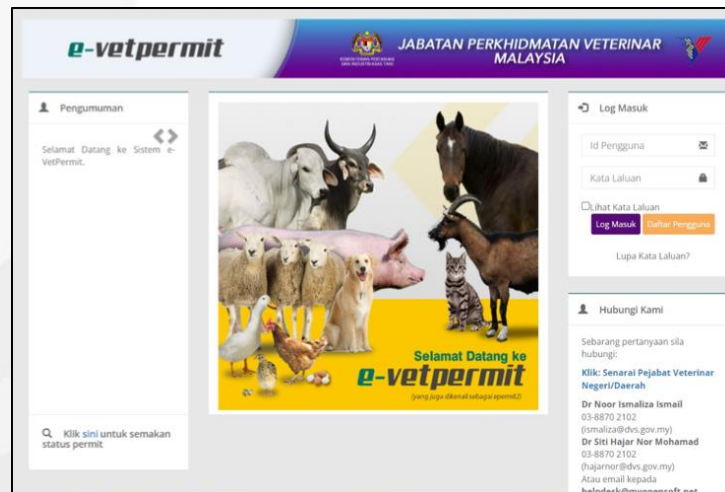 e-vetpermit
JABATAN PERKHIDMATAN VETERINAR
MALAYSIA
Pengumuman
Selamat Datang ke Sistem e-
VetPermit.
Klik sini untuk semakan
status permit
Selamat Datang ke
e-vetpermit
(yang juga dikenali sebagai epermit2)
Log Masuk
Id Pengguna
Kata Laluan
Lihat Kata Laluan
Log Masuk Daftar Pengguna
Lupa Kata Laluan?
Hubungi Kami
Sebarang pertanyaan sila
hubungi:
Klik: Senarai Pejabat Veterinar
Negeri/Daerah
Dr Noor Ismaliza Ismail
03-8870 2102
(ismaliza@dvs.gov.my)
Dr Siti Hajar Nor Mohamad
03-8870 2102
(hajarnor@dvs.gov.my)
Atau email kepada